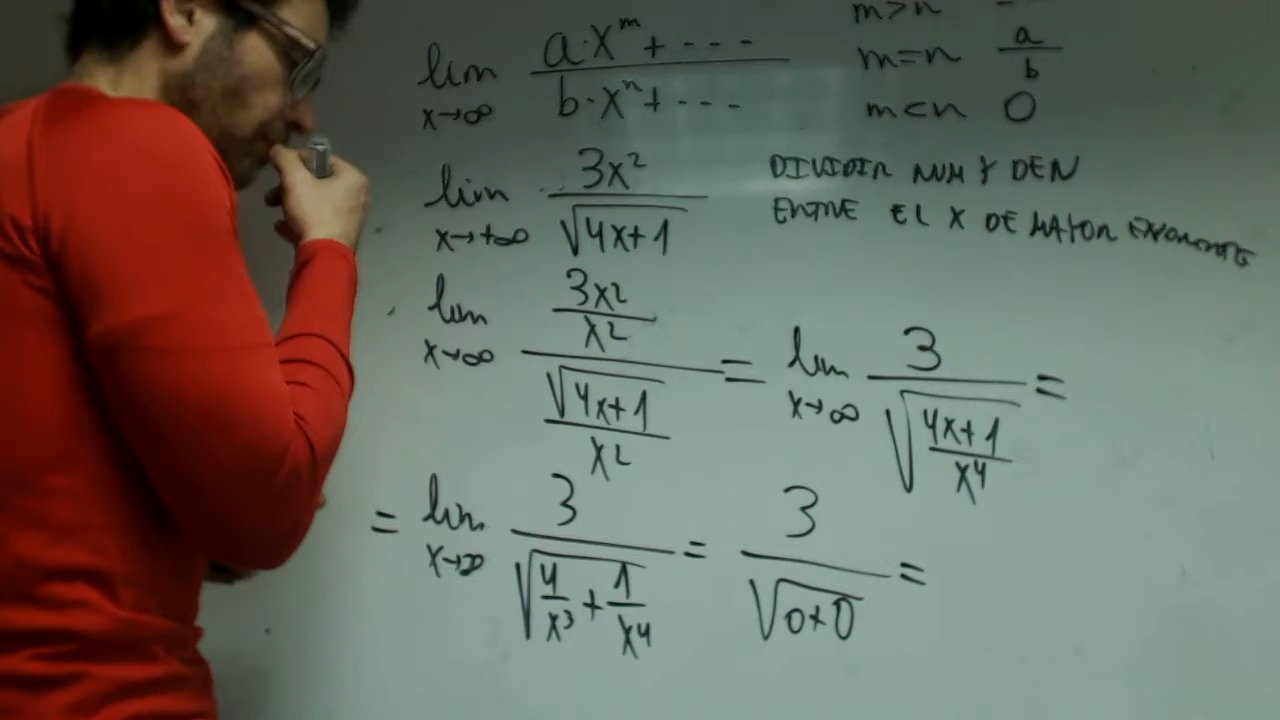 m>n
lim x→∞ (a·x^m + ---)/(b·x^n + ---)
m=n a/b
m<n 0
lim x→+∞ 3x²/√(4x+1)
DIVIDIR NUM Y DEN
ENTRE EL X DE MAYOR EXPONENTE
lim x→∞ (3x²/x²)/(√(4x+1)/x²) = lim x→∞ 3/√((4x+1)/x⁴) =
= lim x→∞ 3/√(4/x³ + 1/x⁴) = 3/√(0+0) =